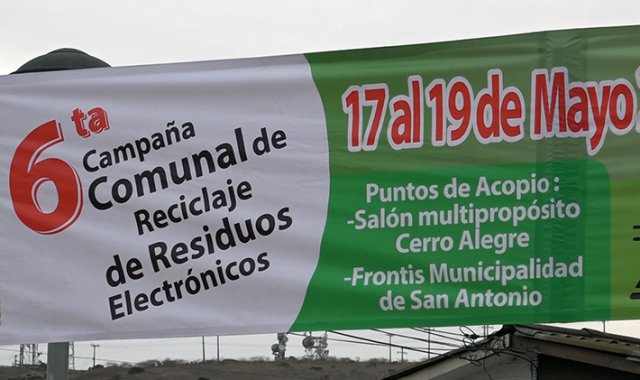 6ta
Campaña
Comunal de
Reciclaje
de Residuos
Electrónicos
17 al 19 de Mayo
Puntos de Acopio :
-Salón multipropósito
Cerro Alegre
-Frontis Municipalidad
de San Antonio